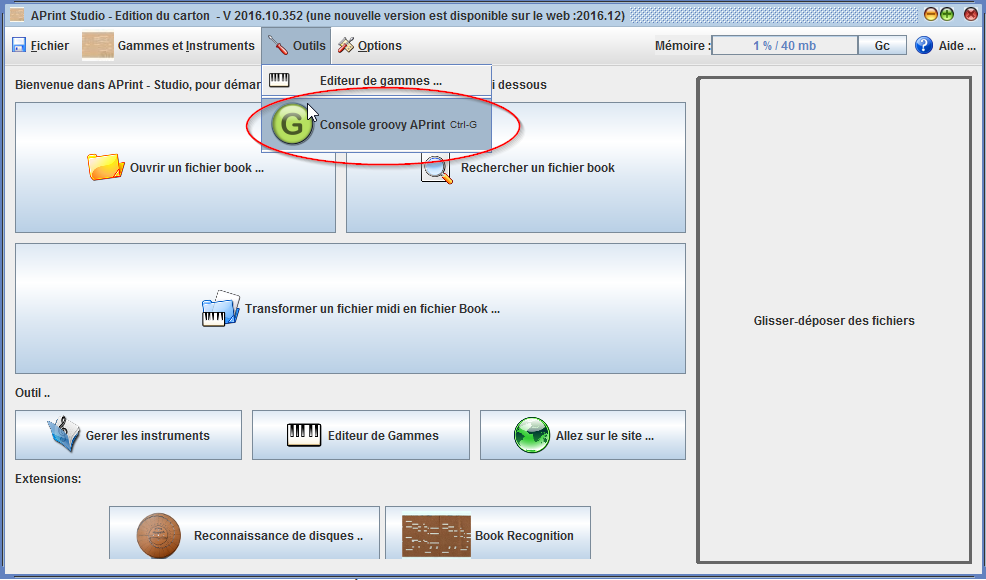 APrint Studio - Edition du carton - V 2016.10.352 (une nouvelle version est disponible sur le web :2016.12)
Fichier Gammes et Instruments Outils Options Mémoire : 1 % / 40 mb Gc Aide ...
Editeur de gammes ...
Bienvenue dans APrint - Studio, pour démar i dessous
G Console groovy APrint Ctrl-G
Ouvrir un fichier book ... Rechercher un fichier book
Transformer un fichier midi en fichier Book ...
Glisser-déposer des fichiers
Outil ..
Gerer les instruments Editeur de Gammes Allez sur le site ...
Extensions:
Reconnaissance de disques .. Book Recognition